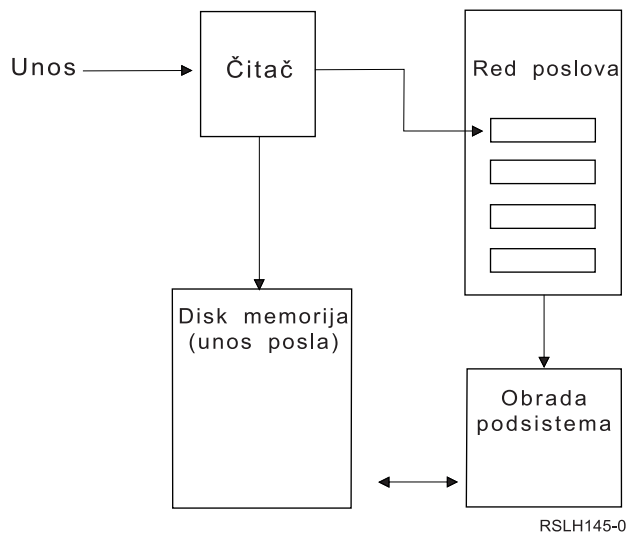 Unos
Čitač
Red poslova
Disk memorija
(unos posla)
Obrada
podsistema
RSLH145-0